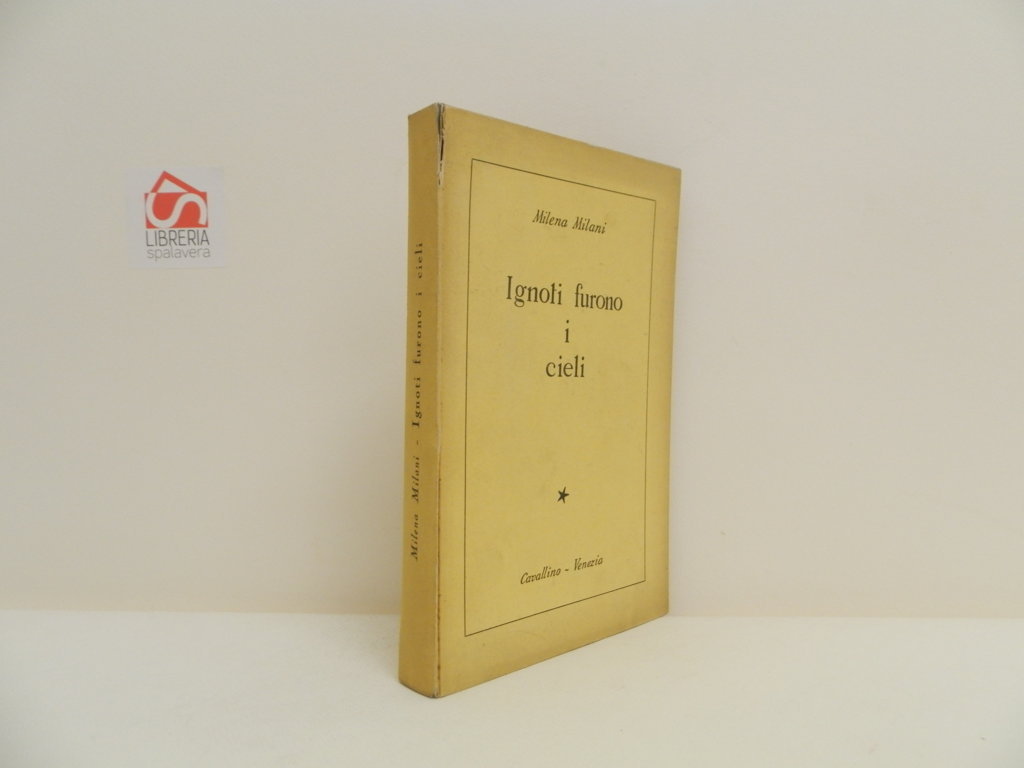 LIBRERIA
spalavera
Milena Milani - Ignoti furono i cieli
Milena Milani
Ignoti furono
i
cieli
Cavallino - Venezia